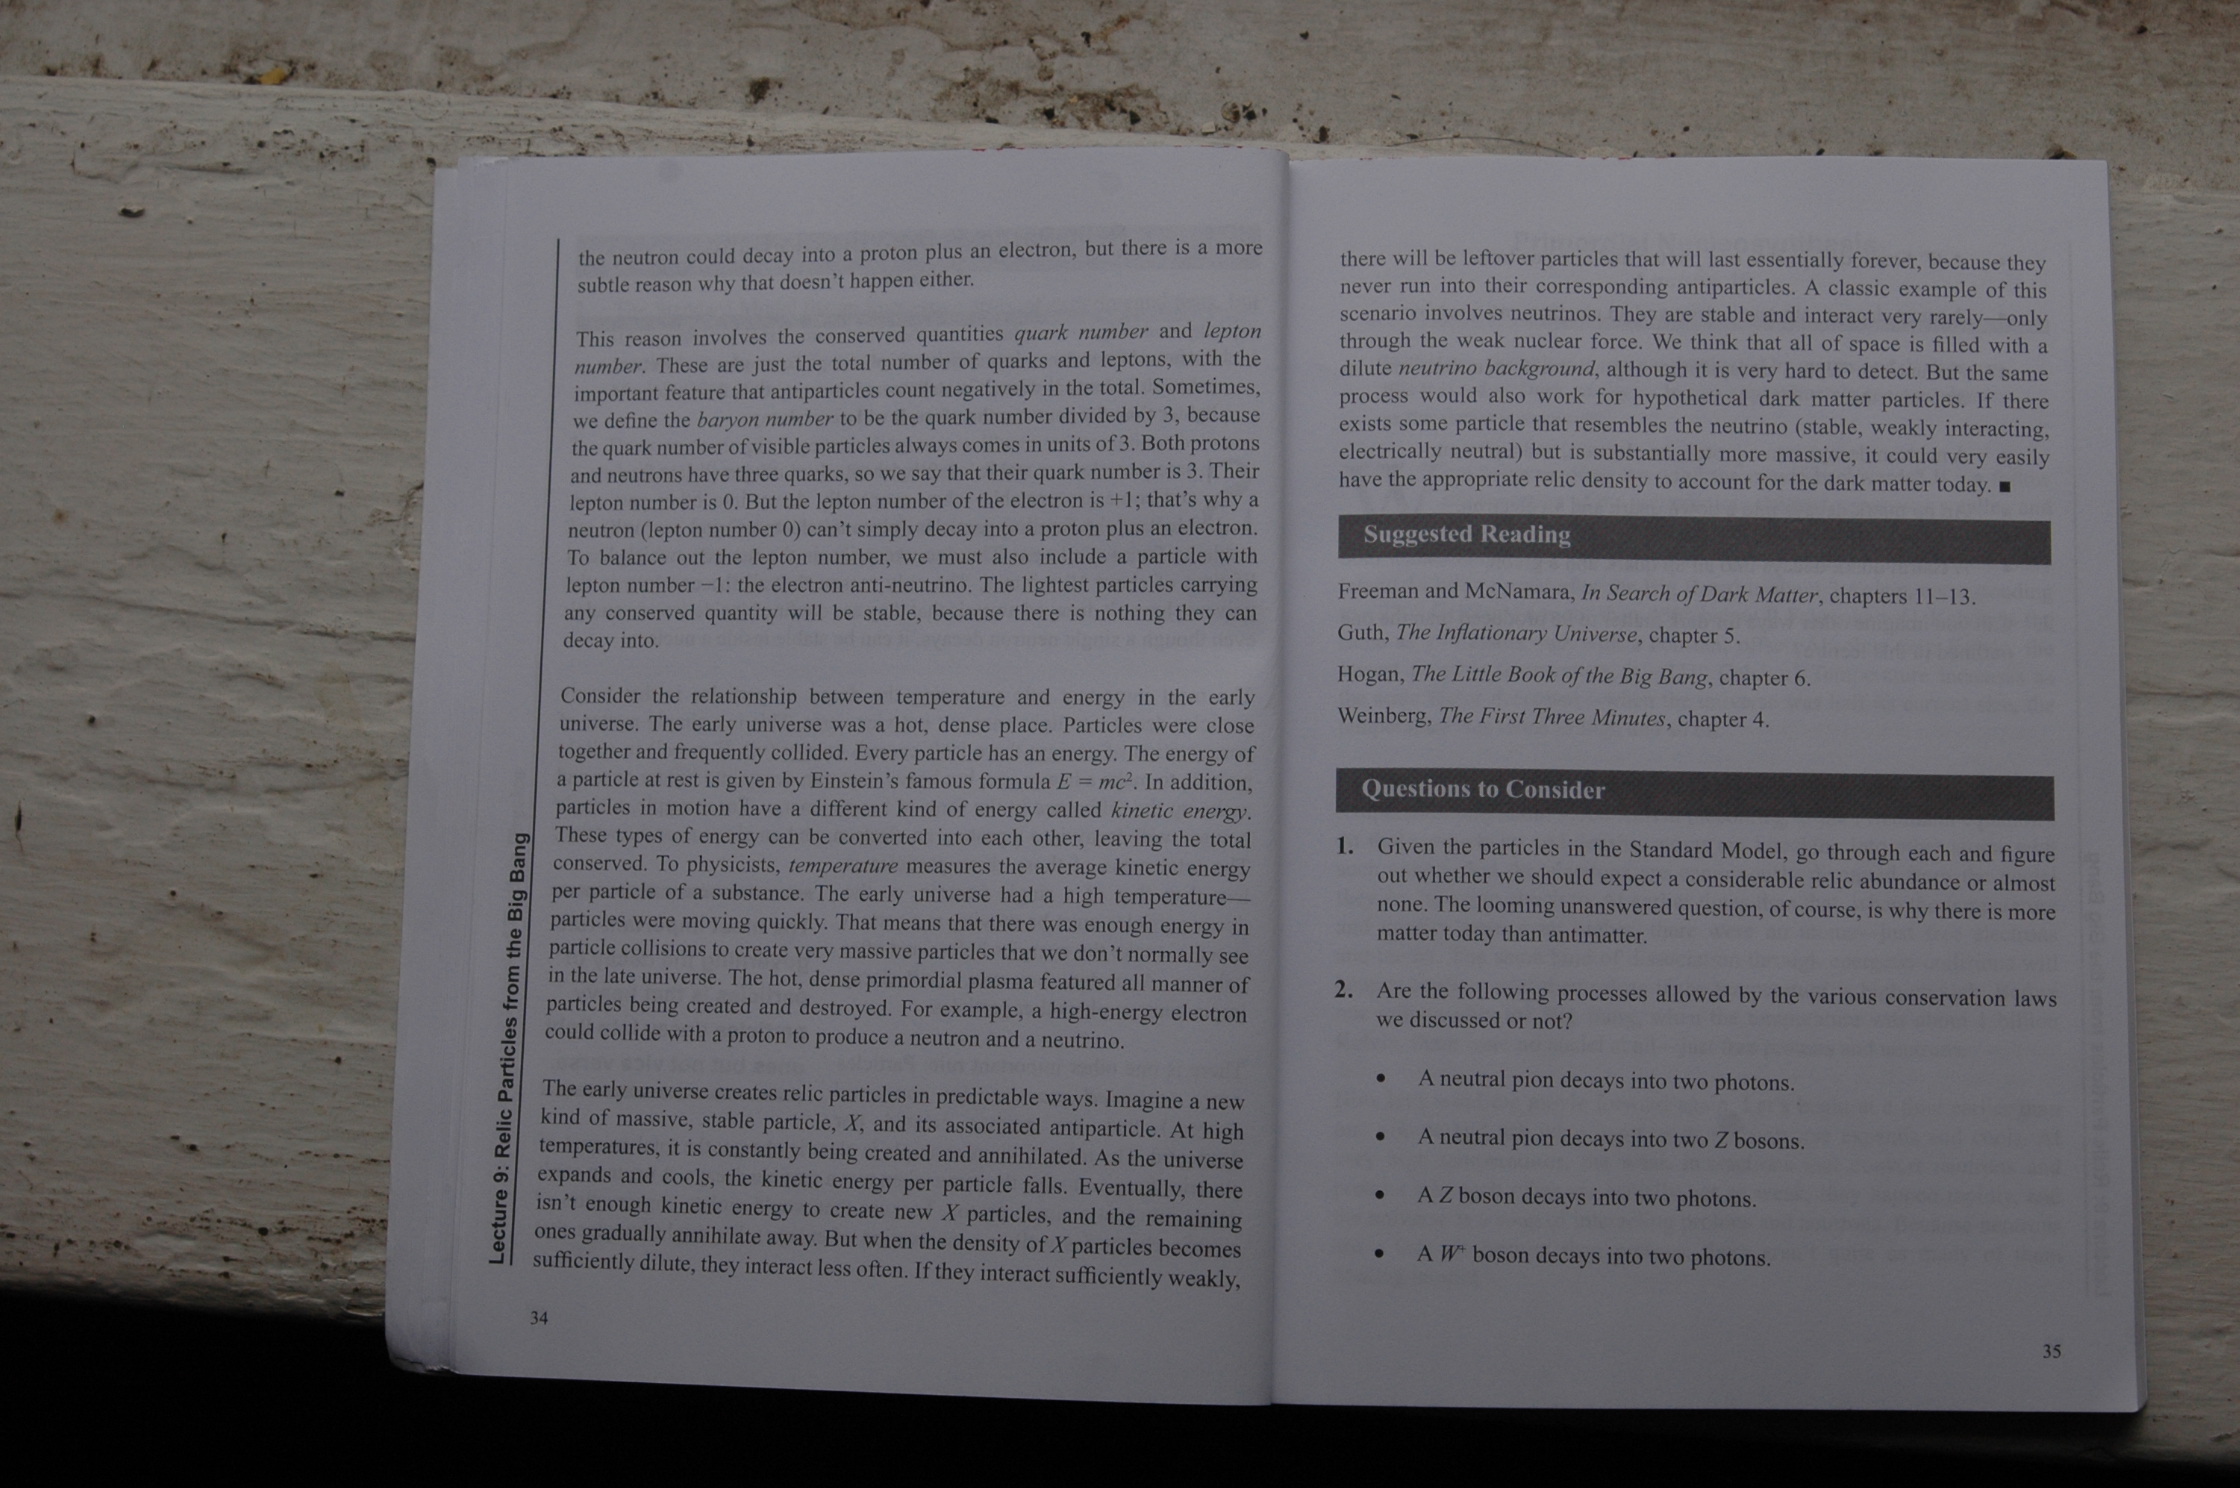 the neutron could decay into a proton plus an electron, but there is a more
subtle reason why that doesn't happen either.
This reason involves the conserved quantities quark number and lepton
number. These are just the total number of quarks and leptons, with the
important feature that antiparticles count negatively in the total. Sometimes,
we define the baryon number to be the quark number divided by 3, because
the quark number of visible particles always comes in units of 3. Both protons
and neutrons have three quarks, so we say that their quark number is 3. Their
lepton number is 0. But the lepton number of the electron is +1; that's why a
neutron (lepton number 0) can't simply decay into a proton plus an electron.
To balance out the lepton number, we must also include a particle with
lepton number −1: the electron anti-neutrino. The lightest particles carrying
any conserved quantity will be stable, because there is nothing they can
decay into.
Consider the relationship between temperature and energy in the early
universe. The early universe was a hot, dense place. Particles were close
together and frequently collided. Every particle has an energy. The energy of
a particle at rest is given by Einstein's famous formula E = mc². In addition,
particles in motion have a different kind of energy called kinetic energy.
These types of energy can be converted into each other, leaving the total
conserved. To physicists, temperature measures the average kinetic energy
per particle of a substance. The early universe had a high temperature—
particles were moving quickly. That means that there was enough energy in
particle collisions to create very massive particles that we don't normally see
in the late universe. The hot, dense primordial plasma featured all manner of
particles being created and destroyed. For example, a high-energy electron
could collide with a proton to produce a neutron and a neutrino.
The early universe creates relic particles in predictable ways. Imagine a new
kind of massive, stable particle, X, and its associated antiparticle. At high
temperatures, it is constantly being created and annihilated. As the universe
expands and cools, the kinetic energy per particle falls. Eventually, there
isn't enough kinetic energy to create new X particles, and the remaining
ones gradually annihilate away. But when the density of X particles becomes
sufficiently dilute, they interact less often. If they interact sufficiently weakly,
Lecture 9: Relic Particles from the Big Bang
34
there will be leftover particles that will last essentially forever, because they
never run into their corresponding antiparticles. A classic example of this
scenario involves neutrinos. They are stable and interact very rarely—only
through the weak nuclear force. We think that all of space is filled with a
dilute neutrino background, although it is very hard to detect. But the same
process would also work for hypothetical dark matter particles. If there
exists some particle that resembles the neutrino (stable, weakly interacting,
electrically neutral) but is substantially more massive, it could very easily
have the appropriate relic density to account for the dark matter today. ■
Suggested Reading
Freeman and McNamara, In Search of Dark Matter, chapters 11–13.
Guth, The Inflationary Universe, chapter 5.
Hogan, The Little Book of the Big Bang, chapter 6.
Weinberg, The First Three Minutes, chapter 4.
Questions to Consider
1. Given the particles in the Standard Model, go through each and figure
out whether we should expect a considerable relic abundance or almost
none. The looming unanswered question, of course, is why there is more
matter today than antimatter.
2. Are the following processes allowed by the various conservation laws
we discussed or not?
• A neutral pion decays into two photons.
• A neutral pion decays into two Z bosons.
• A Z boson decays into two photons.
• A W⁺ boson decays into two photons.
35